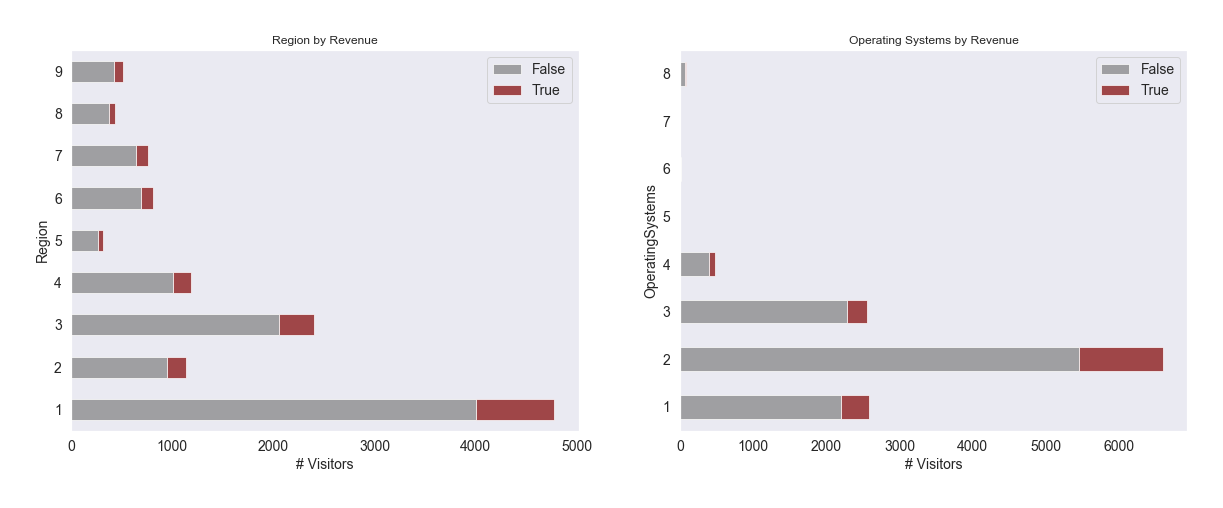 Region by Revenue
False
True
9
8
7
6
5
4
3
2
1
Region
0 1000 2000 3000 4000 5000
# Visitors
Operating Systems by Revenue
False
True
8
7
6
5
4
3
2
1
OperatingSystems
0 1000 2000 3000 4000 5000 6000
# Visitors